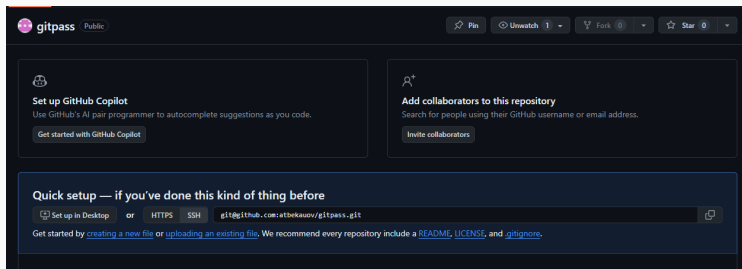 gitpass Public Pin Unwatch 1 Fork 0 Star 0
Set up GitHub Copilot
Use GitHub's AI pair programmer to autocomplete suggestions as you code.
Get started with GitHub Copilot
Add collaborators to this repository
Search for people using their GitHub username or email address.
Invite collaborators
Quick setup — if you've done this kind of thing before
Set up in Desktop or HTTPS SSH git@github.com:atbekauov/gitpass.git
Get started by creating a new file or uploading an existing file. We recommend every repository include a README, LICENSE, and .gitignore.